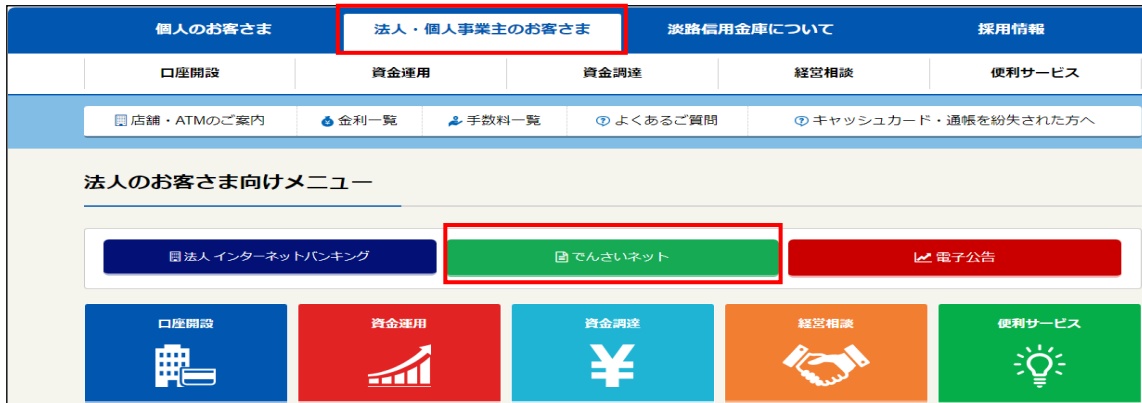 個人のお客さま 法人・個人事業主のお客さま 淡路信用金庫について 採用情報
口座開設 資金運用 資金調達 経営相談 便利サービス
店舗・ATMのご案内 金利一覧 手数料一覧 よくあるご質問 キャッシュカード・通帳を紛失された方へ
法人のお客さま向けメニュー
法人 インターネットバンキング でんさいネット 電子公告
口座開設 資金運用 資金調達 経営相談 便利サービス
¥